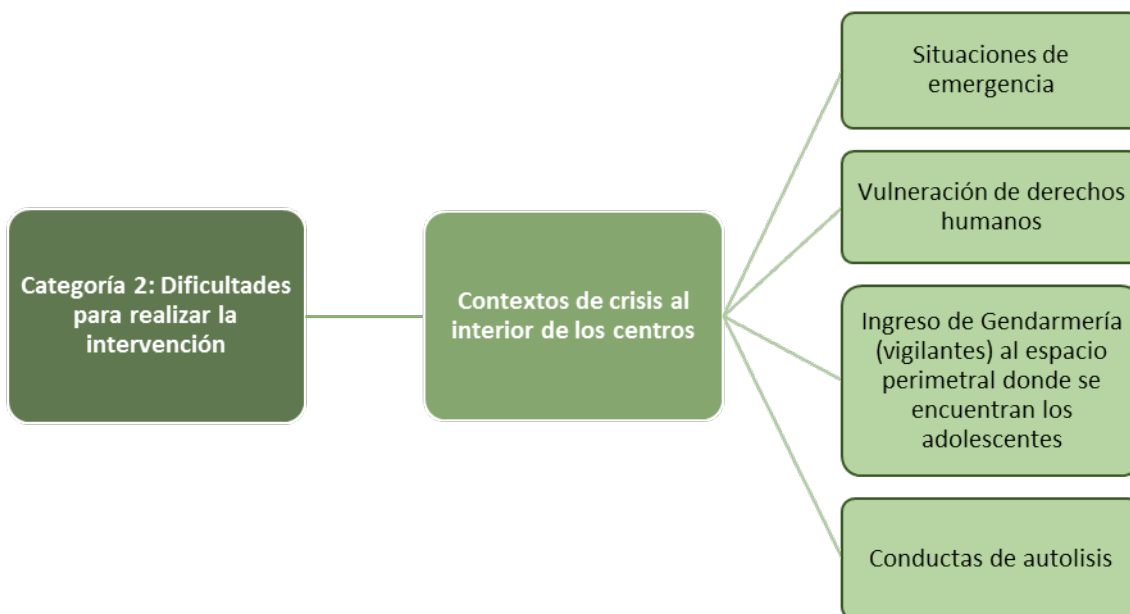 Categoría 2: Dificultades
para realizar la
intervención
Contextos de crisis al
interior de los centros
Situaciones de
emergencia
Vulneración de derechos
humanos
Ingreso de Gendarmería
(vigilantes) al espacio
perimetral donde se
encuentran los
adolescentes
Conductas de autolisis